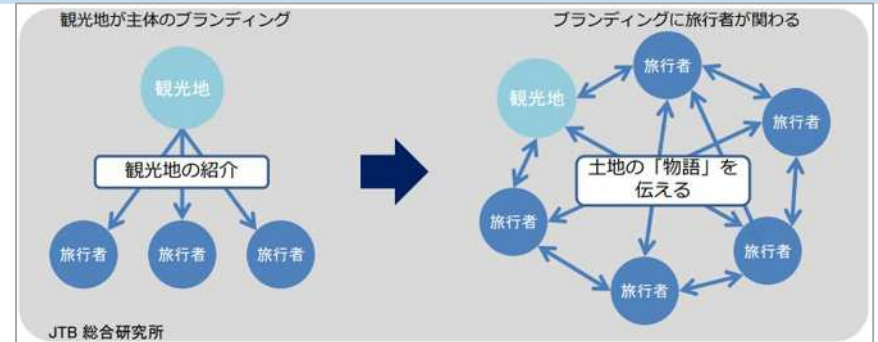 観光地が主体のブランディング
観光地
観光地の紹介
旅行者
旅行者
旅行者
JTB 総合研究所
ブランディングに旅行者が関わる
旅行者
観光地
旅行者
土地の「物語」を
伝える
旅行者
旅行者
旅行者